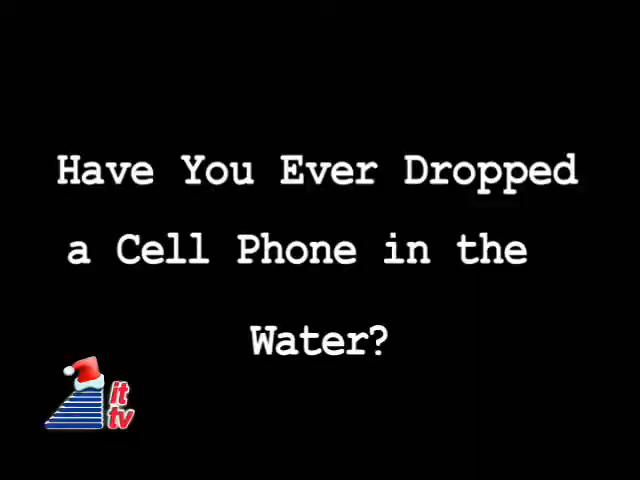 Have You Ever Dropped
a Cell Phone in the
Water?
it
tv